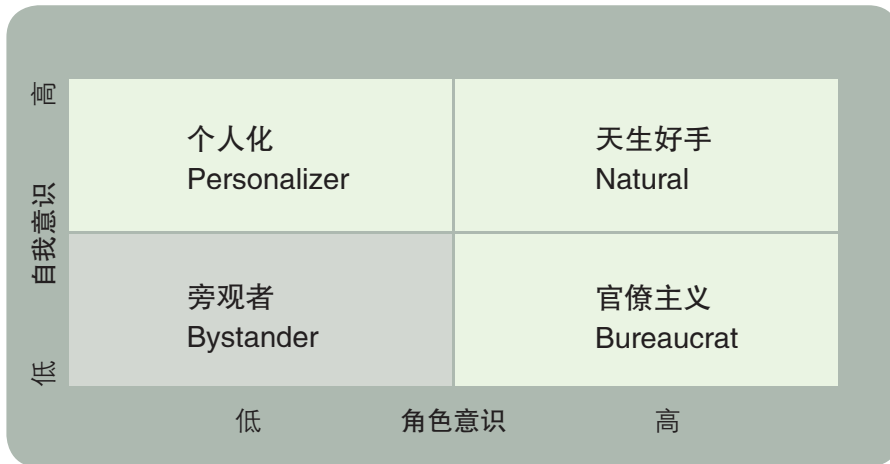 高
个人化
Personalizer
天生好手
Natural
自我意识
旁观者
Bystander
官僚主义
Bureaucrat
低
低
角色意识
高